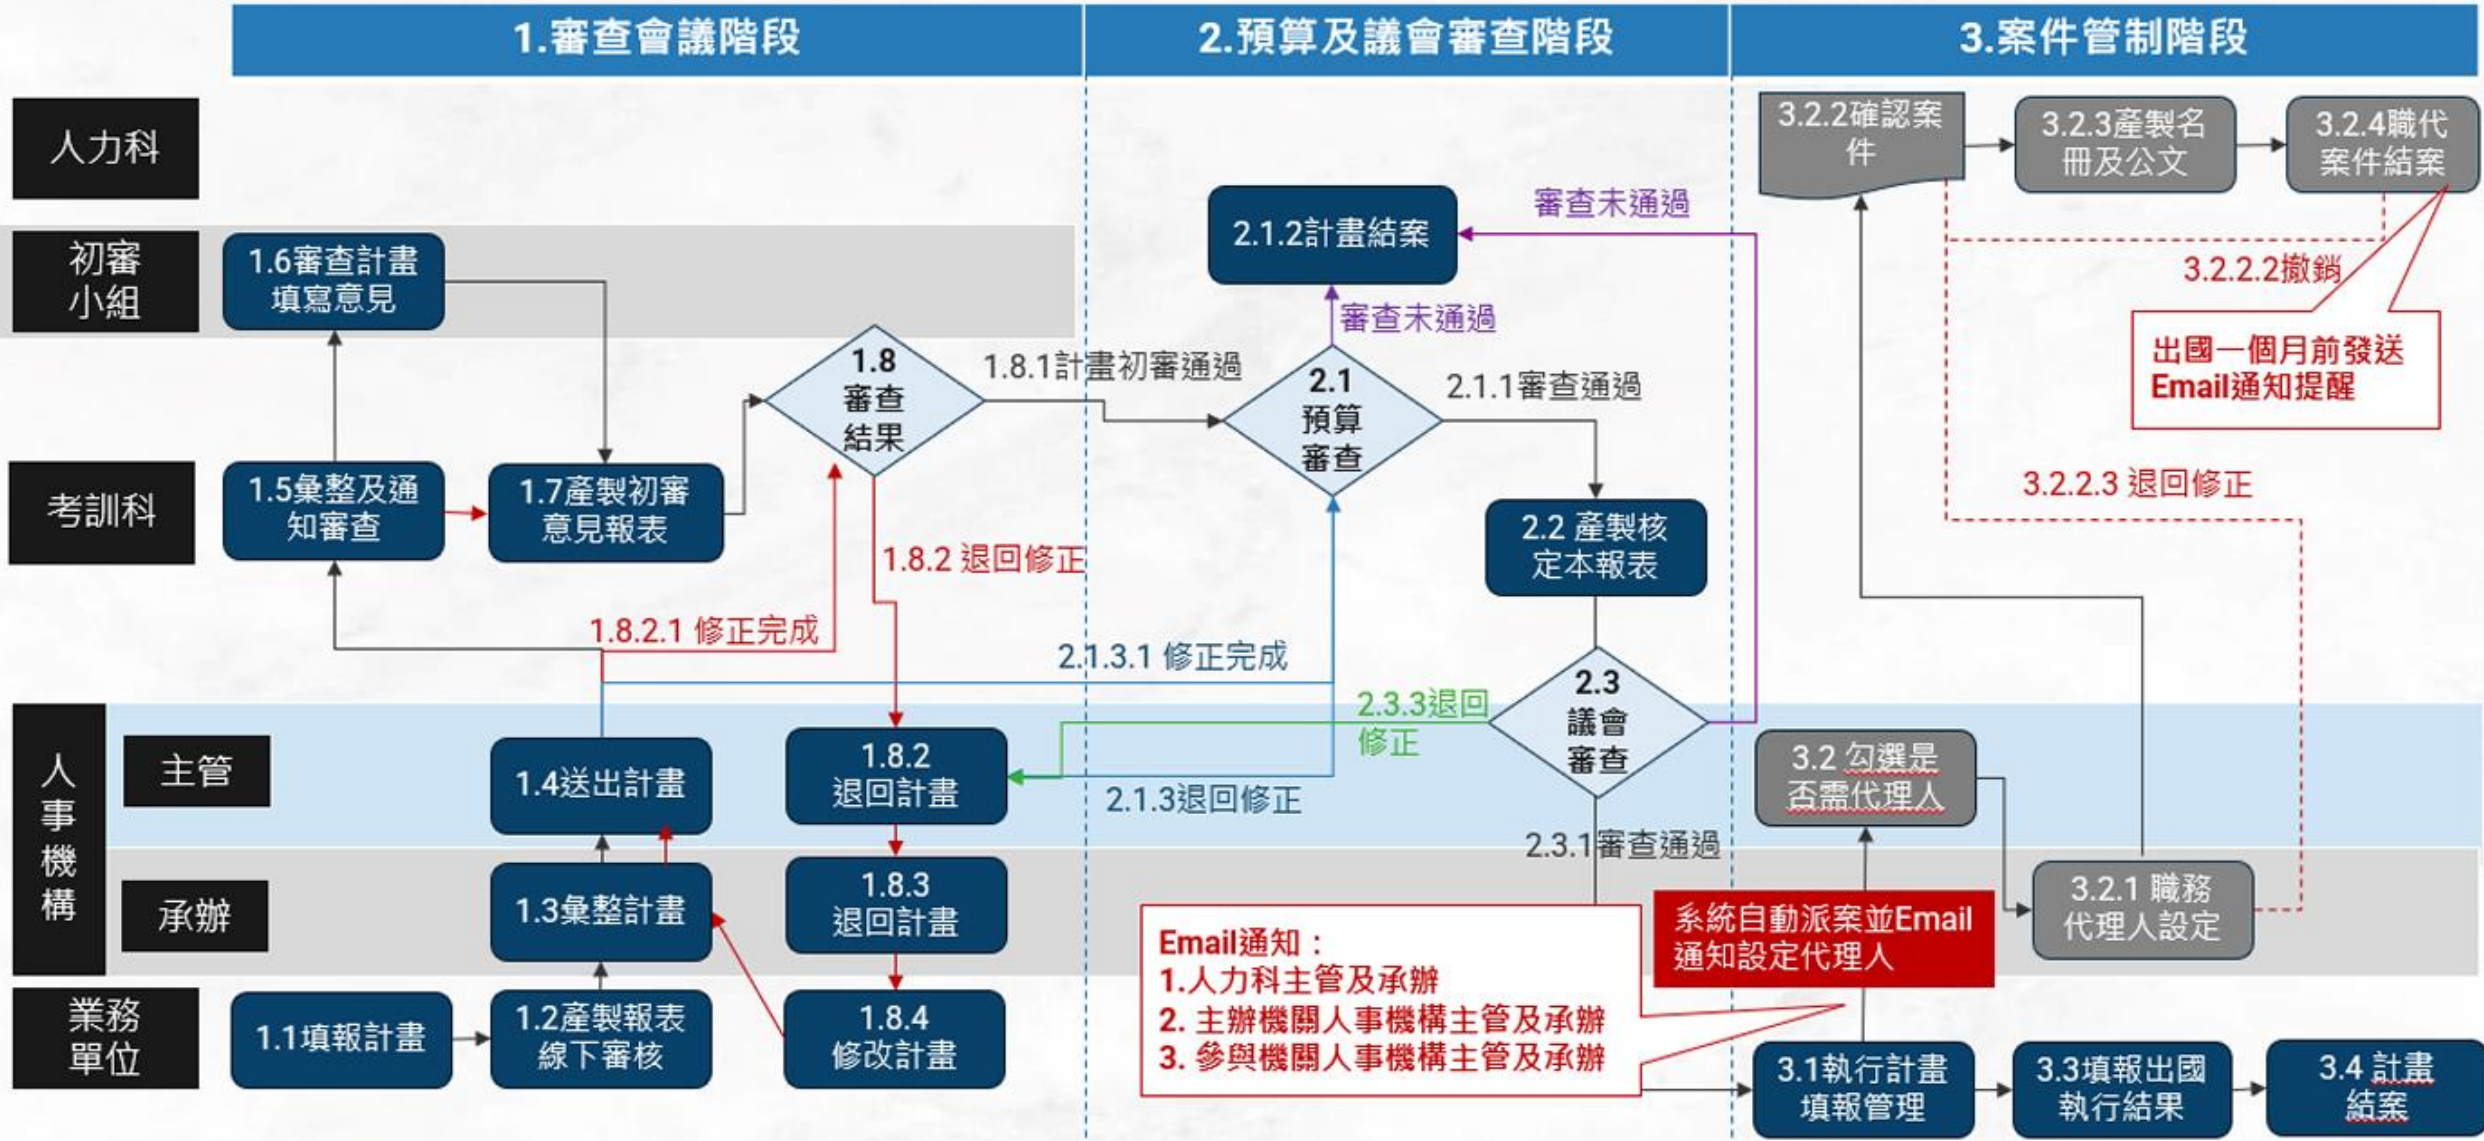 1.審查會議階段
2.預算及議會審查階段
3.案件管制階段
人力科
3.2.2確認案
件
3.2.3產製名
冊及公文
3.2.4職代
案件結案
審查未通過
2.1.2計畫結案
初審
小組
1.6審查計畫
填寫意見
3.2.2.2撤銷
審查未通過
出國一個月前發送
Email通知提醒
1.8
審查
結果
1.8.1計畫初審通過
2.1
預算
審查
2.1.1審查通過
考訓科
1.5彙整及通
知審查
1.7產製初審
意見報表
3.2.2.3 退回修正
2.2 產製核
定本報表
1.8.2 退回修正
1.8.2.1 修正完成
2.1.3.1 修正完成
2.3.3退回
修正
2.3
議會
審查
人
事
機
構
主管
1.4送出計畫
1.8.2
退回計畫
2.1.3退回修正
3.2 勾選是
否需代理人
2.3.1審查通過
承辦
1.3彙整計畫
1.8.3
退回計畫
3.2.1 職務
代理人設定
系統自動派案並Email
通知設定代理人
Email通知：
1.人力科主管及承辦
2. 主辦機關人事機構主管及承辦
3. 參與機關人事機構主管及承辦
業務
單位
1.1填報計畫
1.2產製報表
線下審核
1.8.4
修改計畫
3.1執行計畫
填報管理
3.3填報出國
執行結果
3.4 計畫
結案